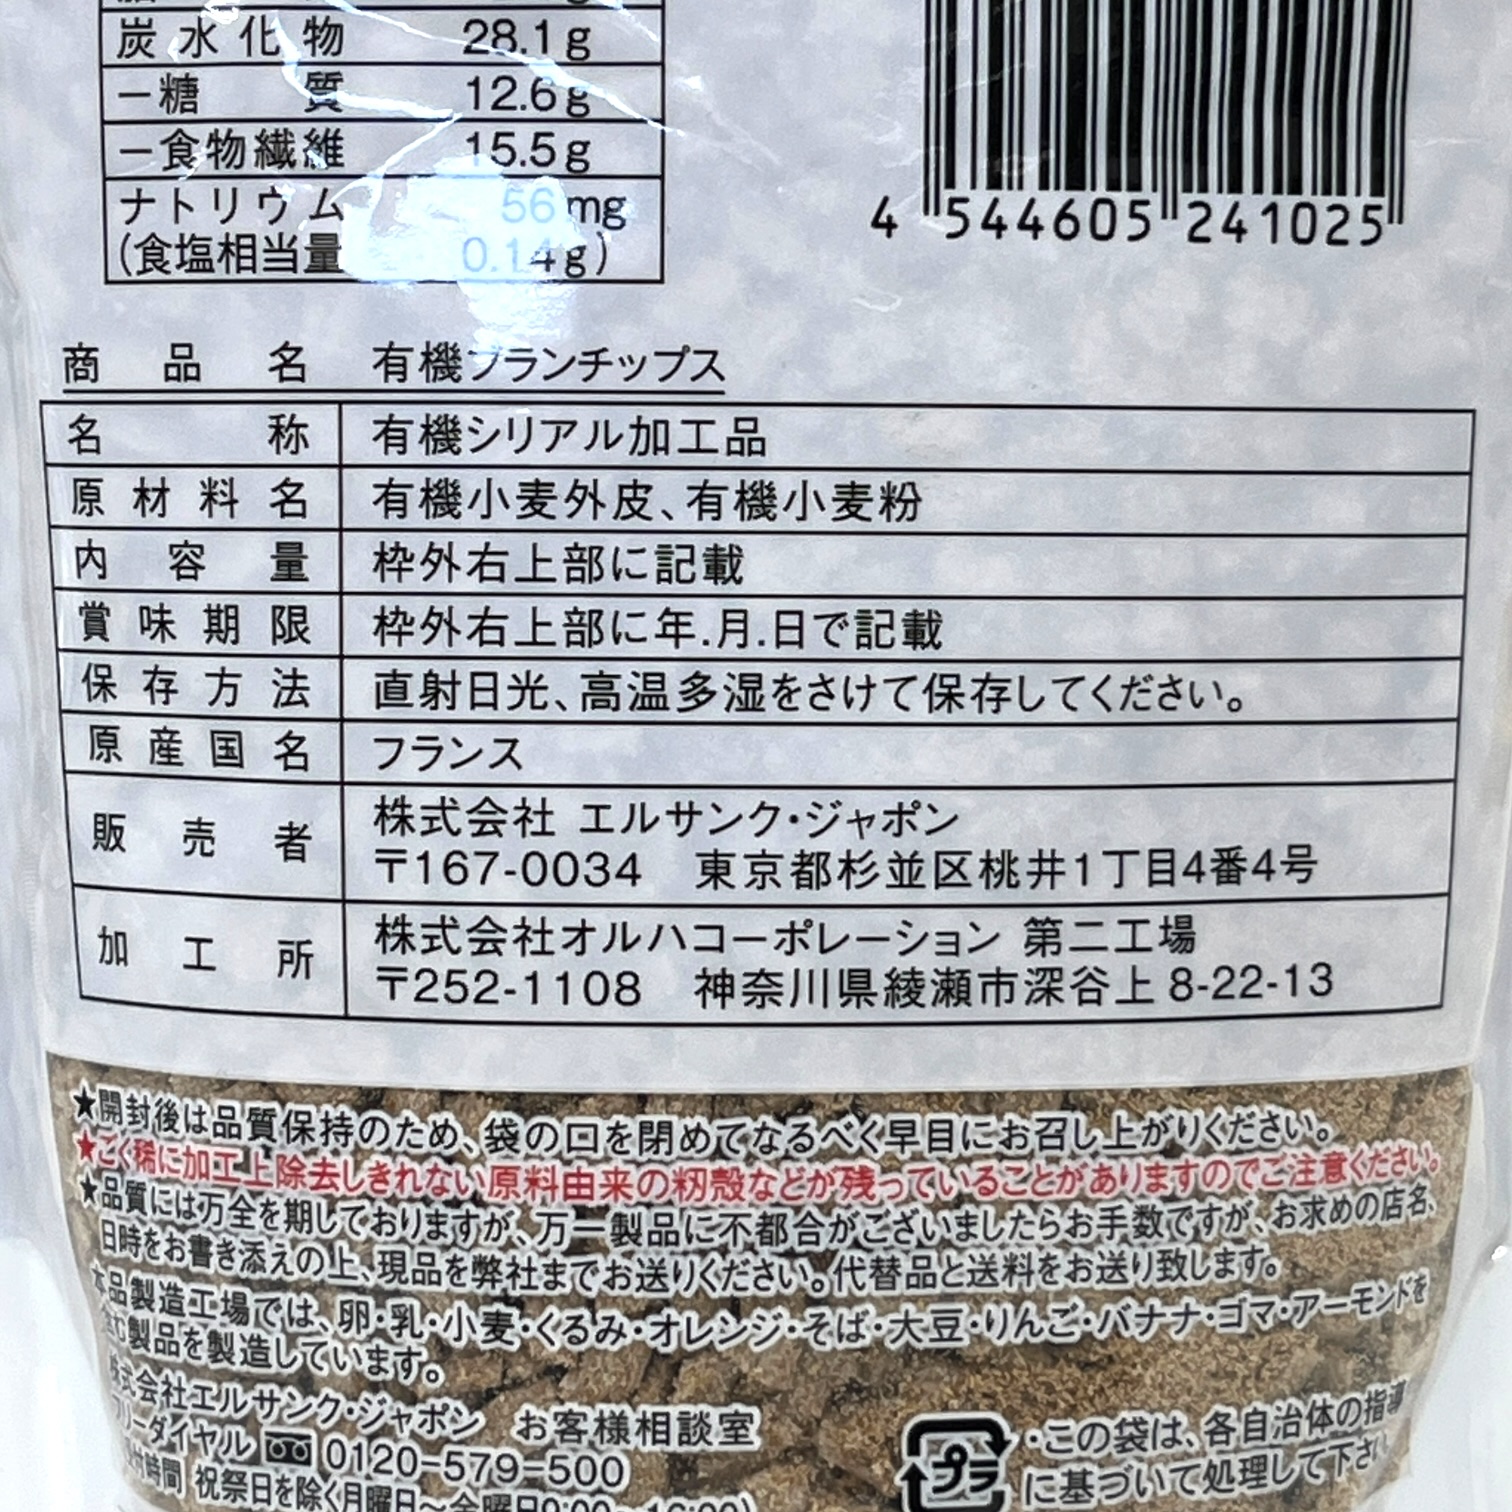 炭水化物 28.1g
－糖質 12.6g
－食物繊維 15.5g
ナトリウム 56mg
(食塩相当量 0.14g)
4 544605 241025
商品名 有機ブランチップス
名称 有機シリアル加工品
原材料名 有機小麦外皮、有機小麦粉
内容量 枠外右上部に記載
賞味期限 枠外右上部に年.月.日で記載
保存方法 直射日光、高温多湿をさけて保存してください。
原産国名 フランス
販売者 株式会社 エルサンク・ジャポン
〒167-0034 東京都杉並区桃井1丁目4番4号
加工所 株式会社オルハコーポレーション 第二工場
〒252-1108 神奈川県綾瀬市深谷上 8-22-13
★開封後は品質保持のため、袋の口を閉めてなるべく早目にお召し上がりください。
★ごく稀に加工上除去しきれない原料由来の籾殻などが残っていることがありますのでご注意ください。
★品質には万全を期しておりますが、万一製品に不都合がございましたらお手数ですが、お求めの店名、
日時をお書き添えの上、現品を弊社までお送りください。代替品と送料をお送り致します。
本品製造工場では、卵・乳・小麦・くるみ・オレンジ・そば・大豆・りんご・バナナ・ゴマ・アーモンドを
含む製品を製造しています。
株式会社エルサンク・ジャポン お客様相談室
フリーダイヤル 0120-579-500
付時間 祝祭日を除く月曜日～金曜日9:00～16:00)
プラ
・この袋は、各自治体の指導
に基づいて処理して下さい